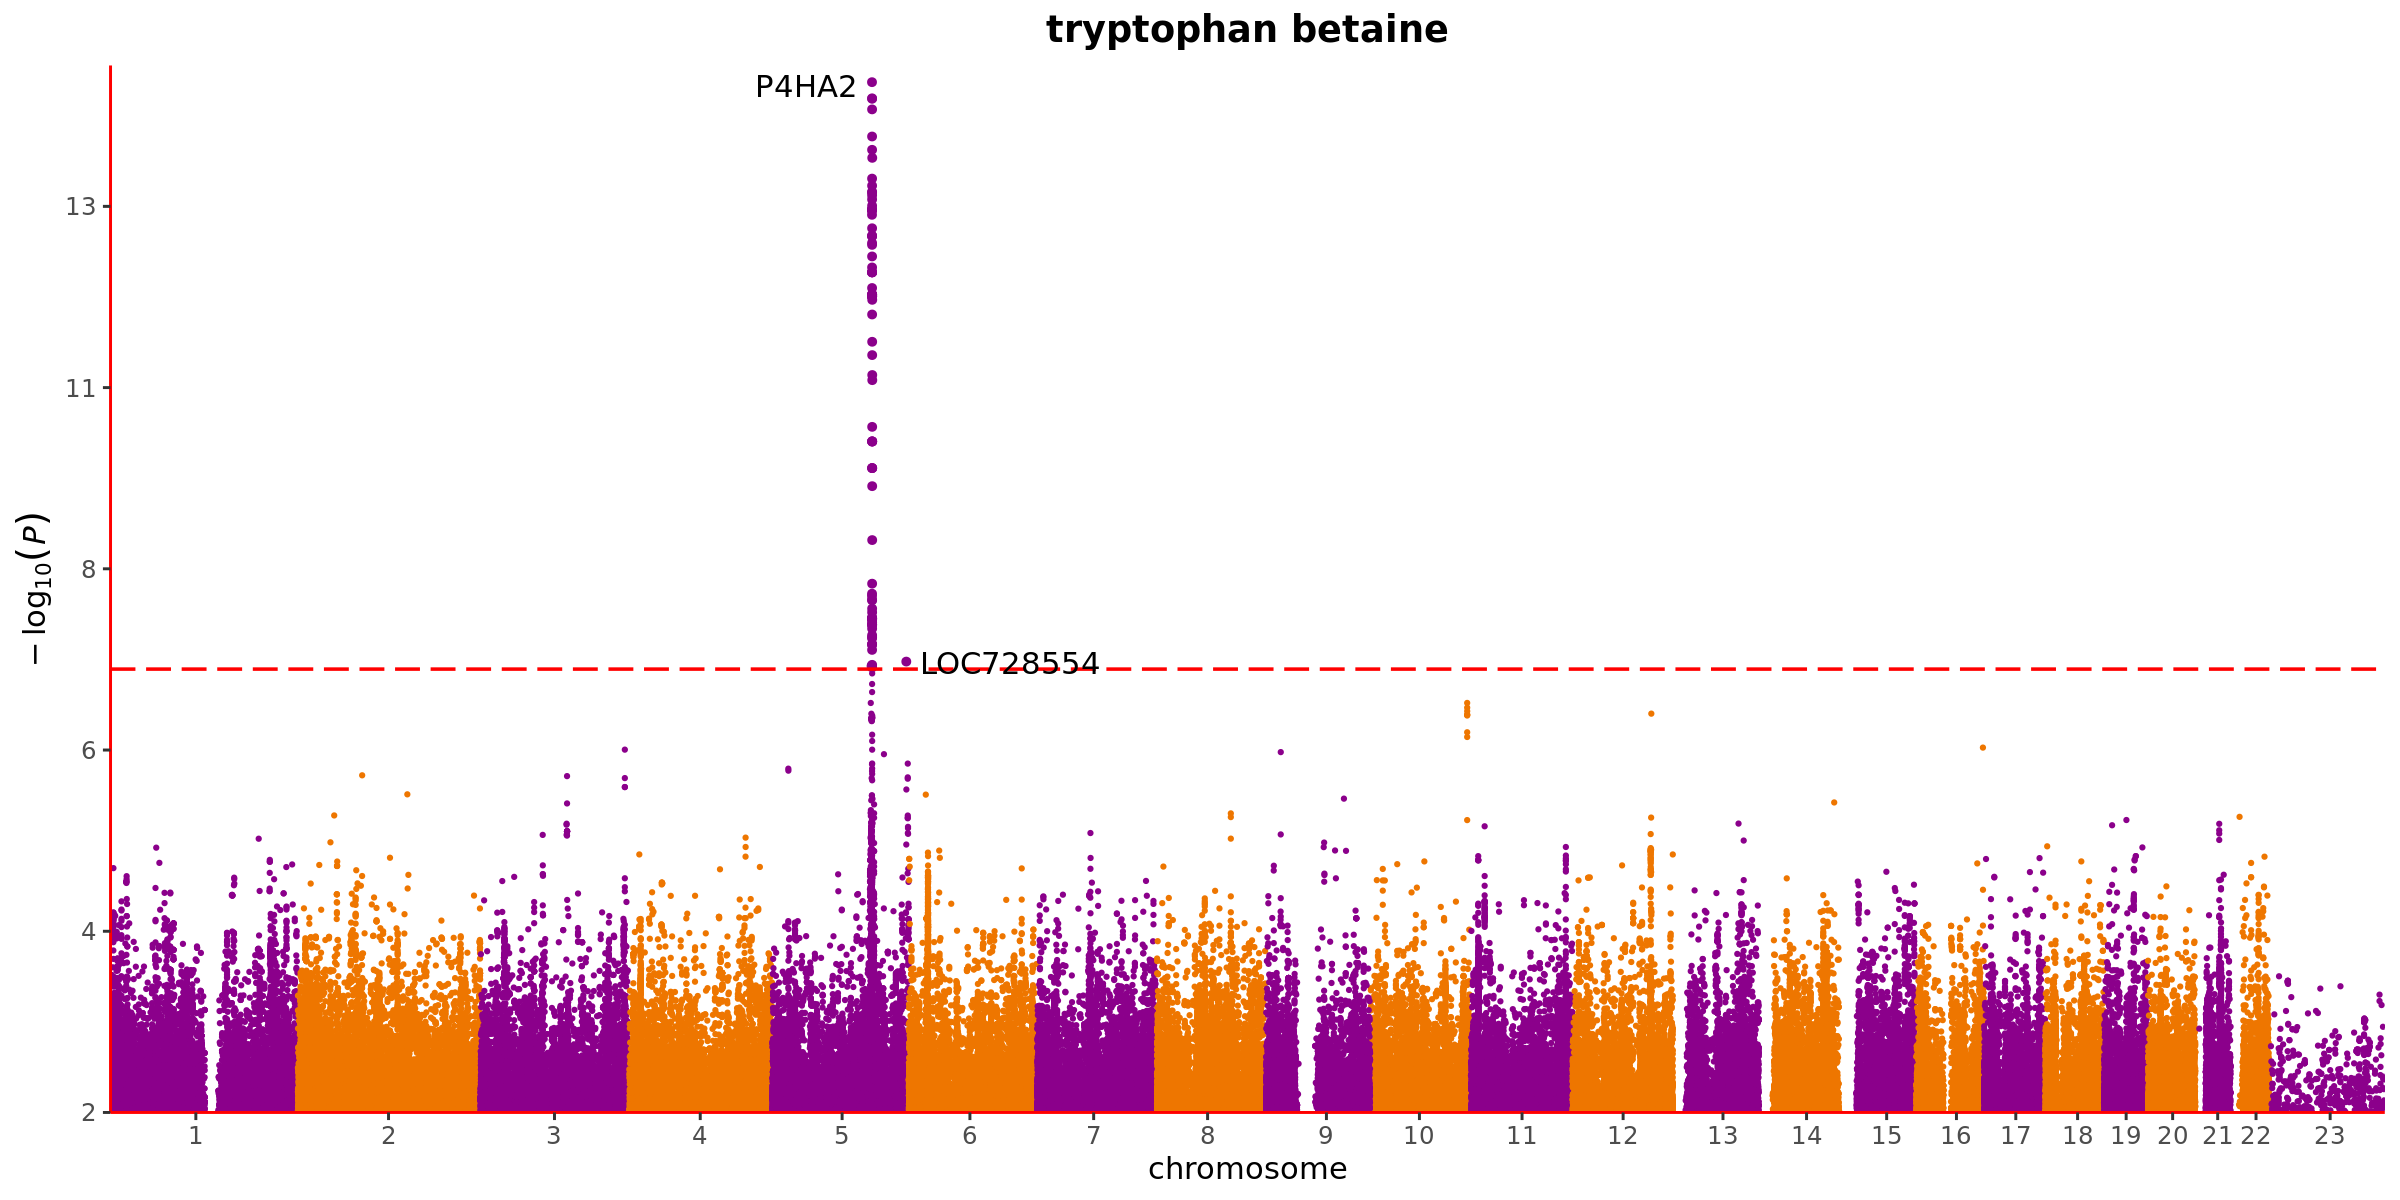 tryptophan betaine
P4HA2
13
11
8
6
4
2
− log10(P)
LOC728554
1 2 3 4 5 6 7 8 9 10 11 12 13 14 15 16 17 18 19 20 21 22 23
chromosome